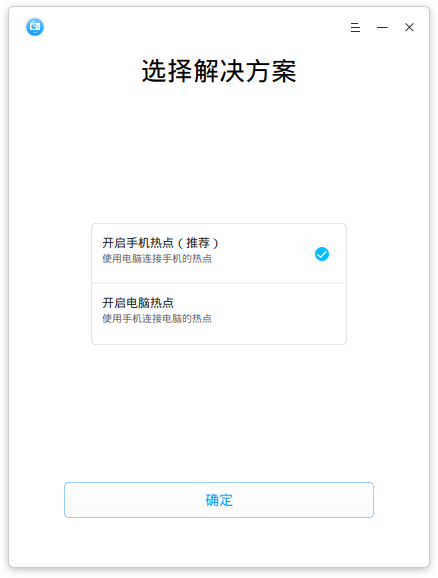 选择解决方案
开启手机热点（推荐）
使用电脑连接手机的热点
开启电脑热点
使用手机连接电脑的热点
确定